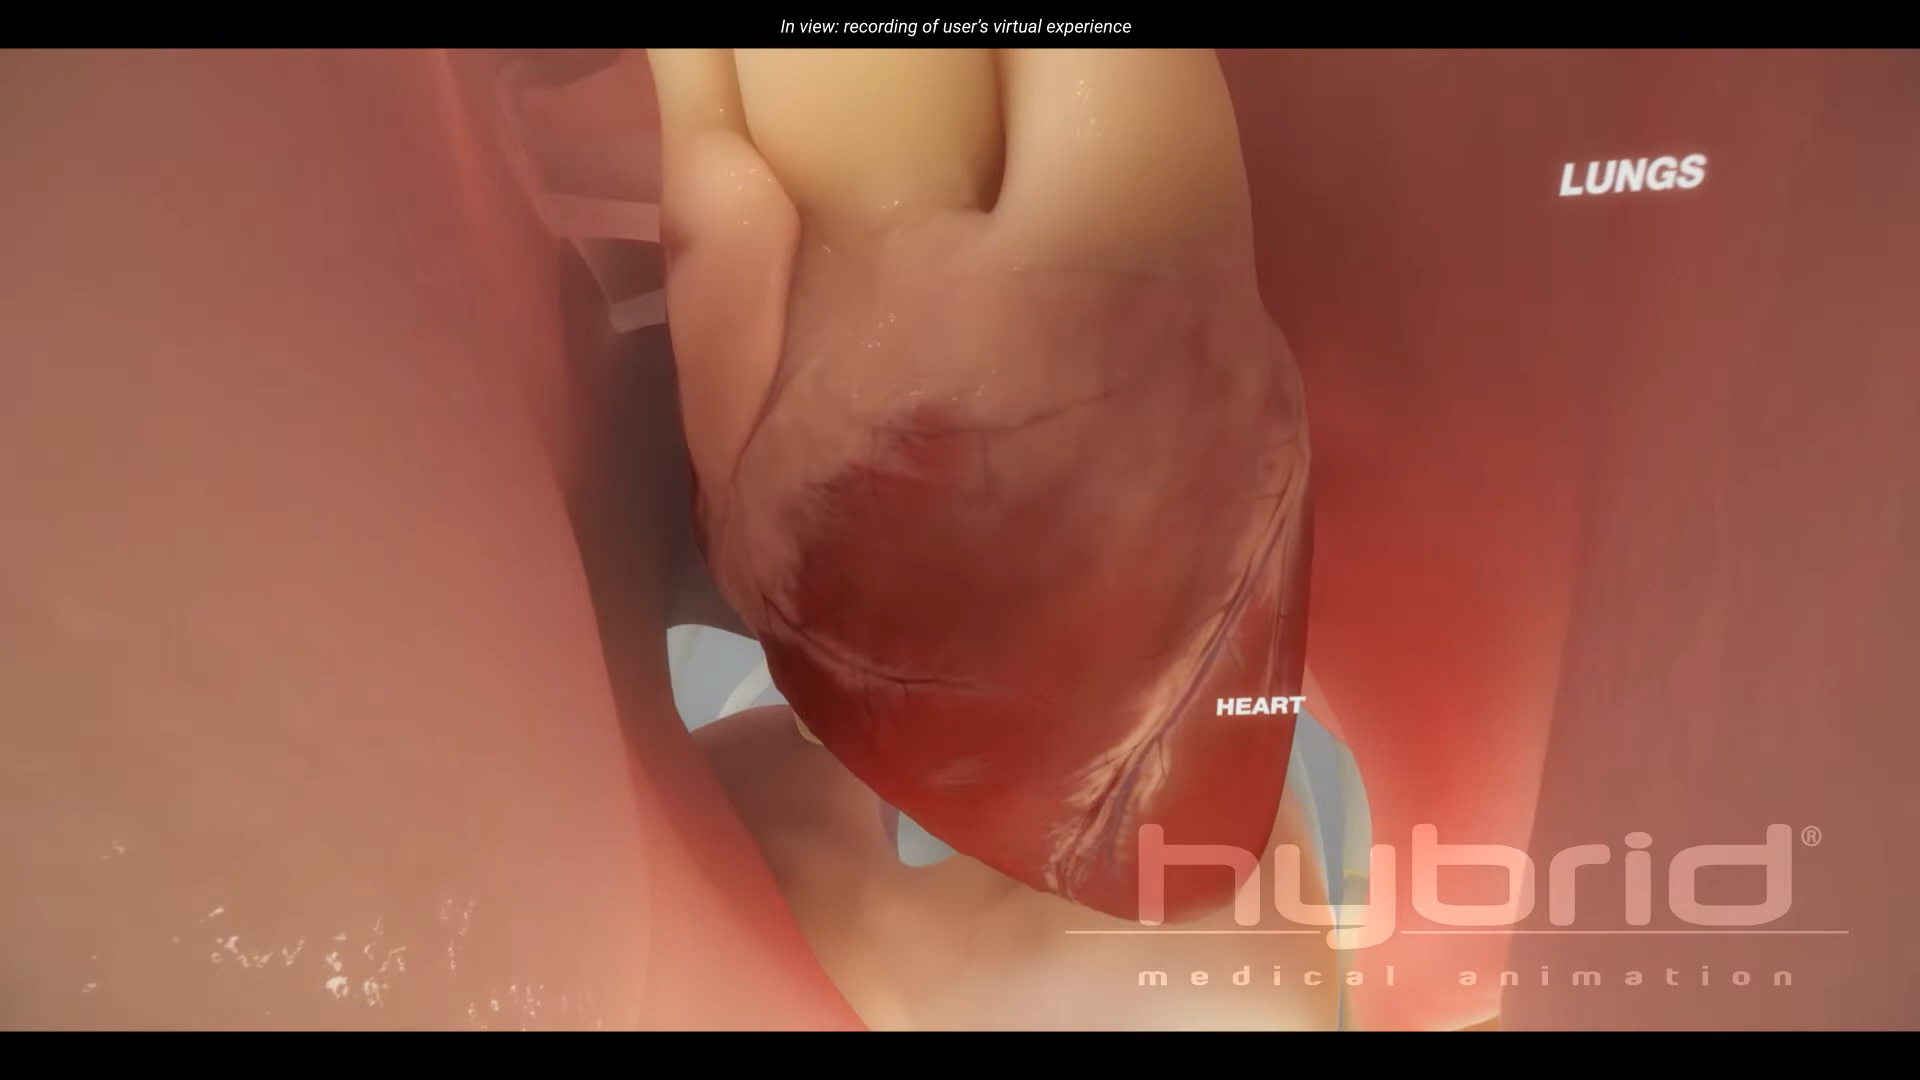 In view: recording of user’s virtual experience
LUNGS
HEART
hybrid®
medical animation